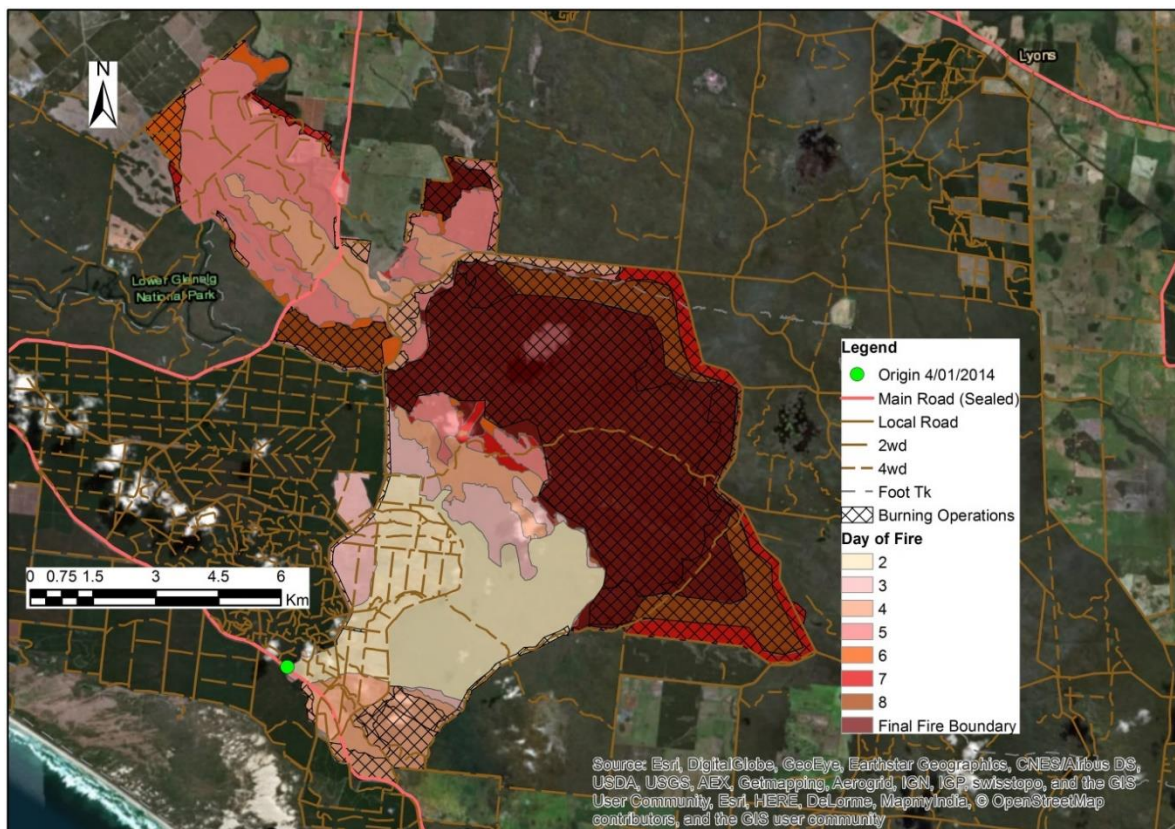 N
Lyons
Lower Glenelg
National Park
Legend
Origin 4/01/2014
Main Road (Sealed)
Local Road
2wd
4wd
Foot Tk
Burning Operations
Day of Fire
2
3
4
5
6
7
8
Final Fire Boundary
0 0.75 1.5 3 4.5 6
Km
Source: Esri, DigitalGlobe, GeoEye, Earthstar Geographics, CNES/Airbus DS,
USDA, USGS, AEX, Getmapping, Aerogrid, IGN, IGP, swisstopo, and the GIS
User Community, Esri, HERE, DeLorme, MapmyIndia, © OpenStreetMap
contributors, and the GIS user community